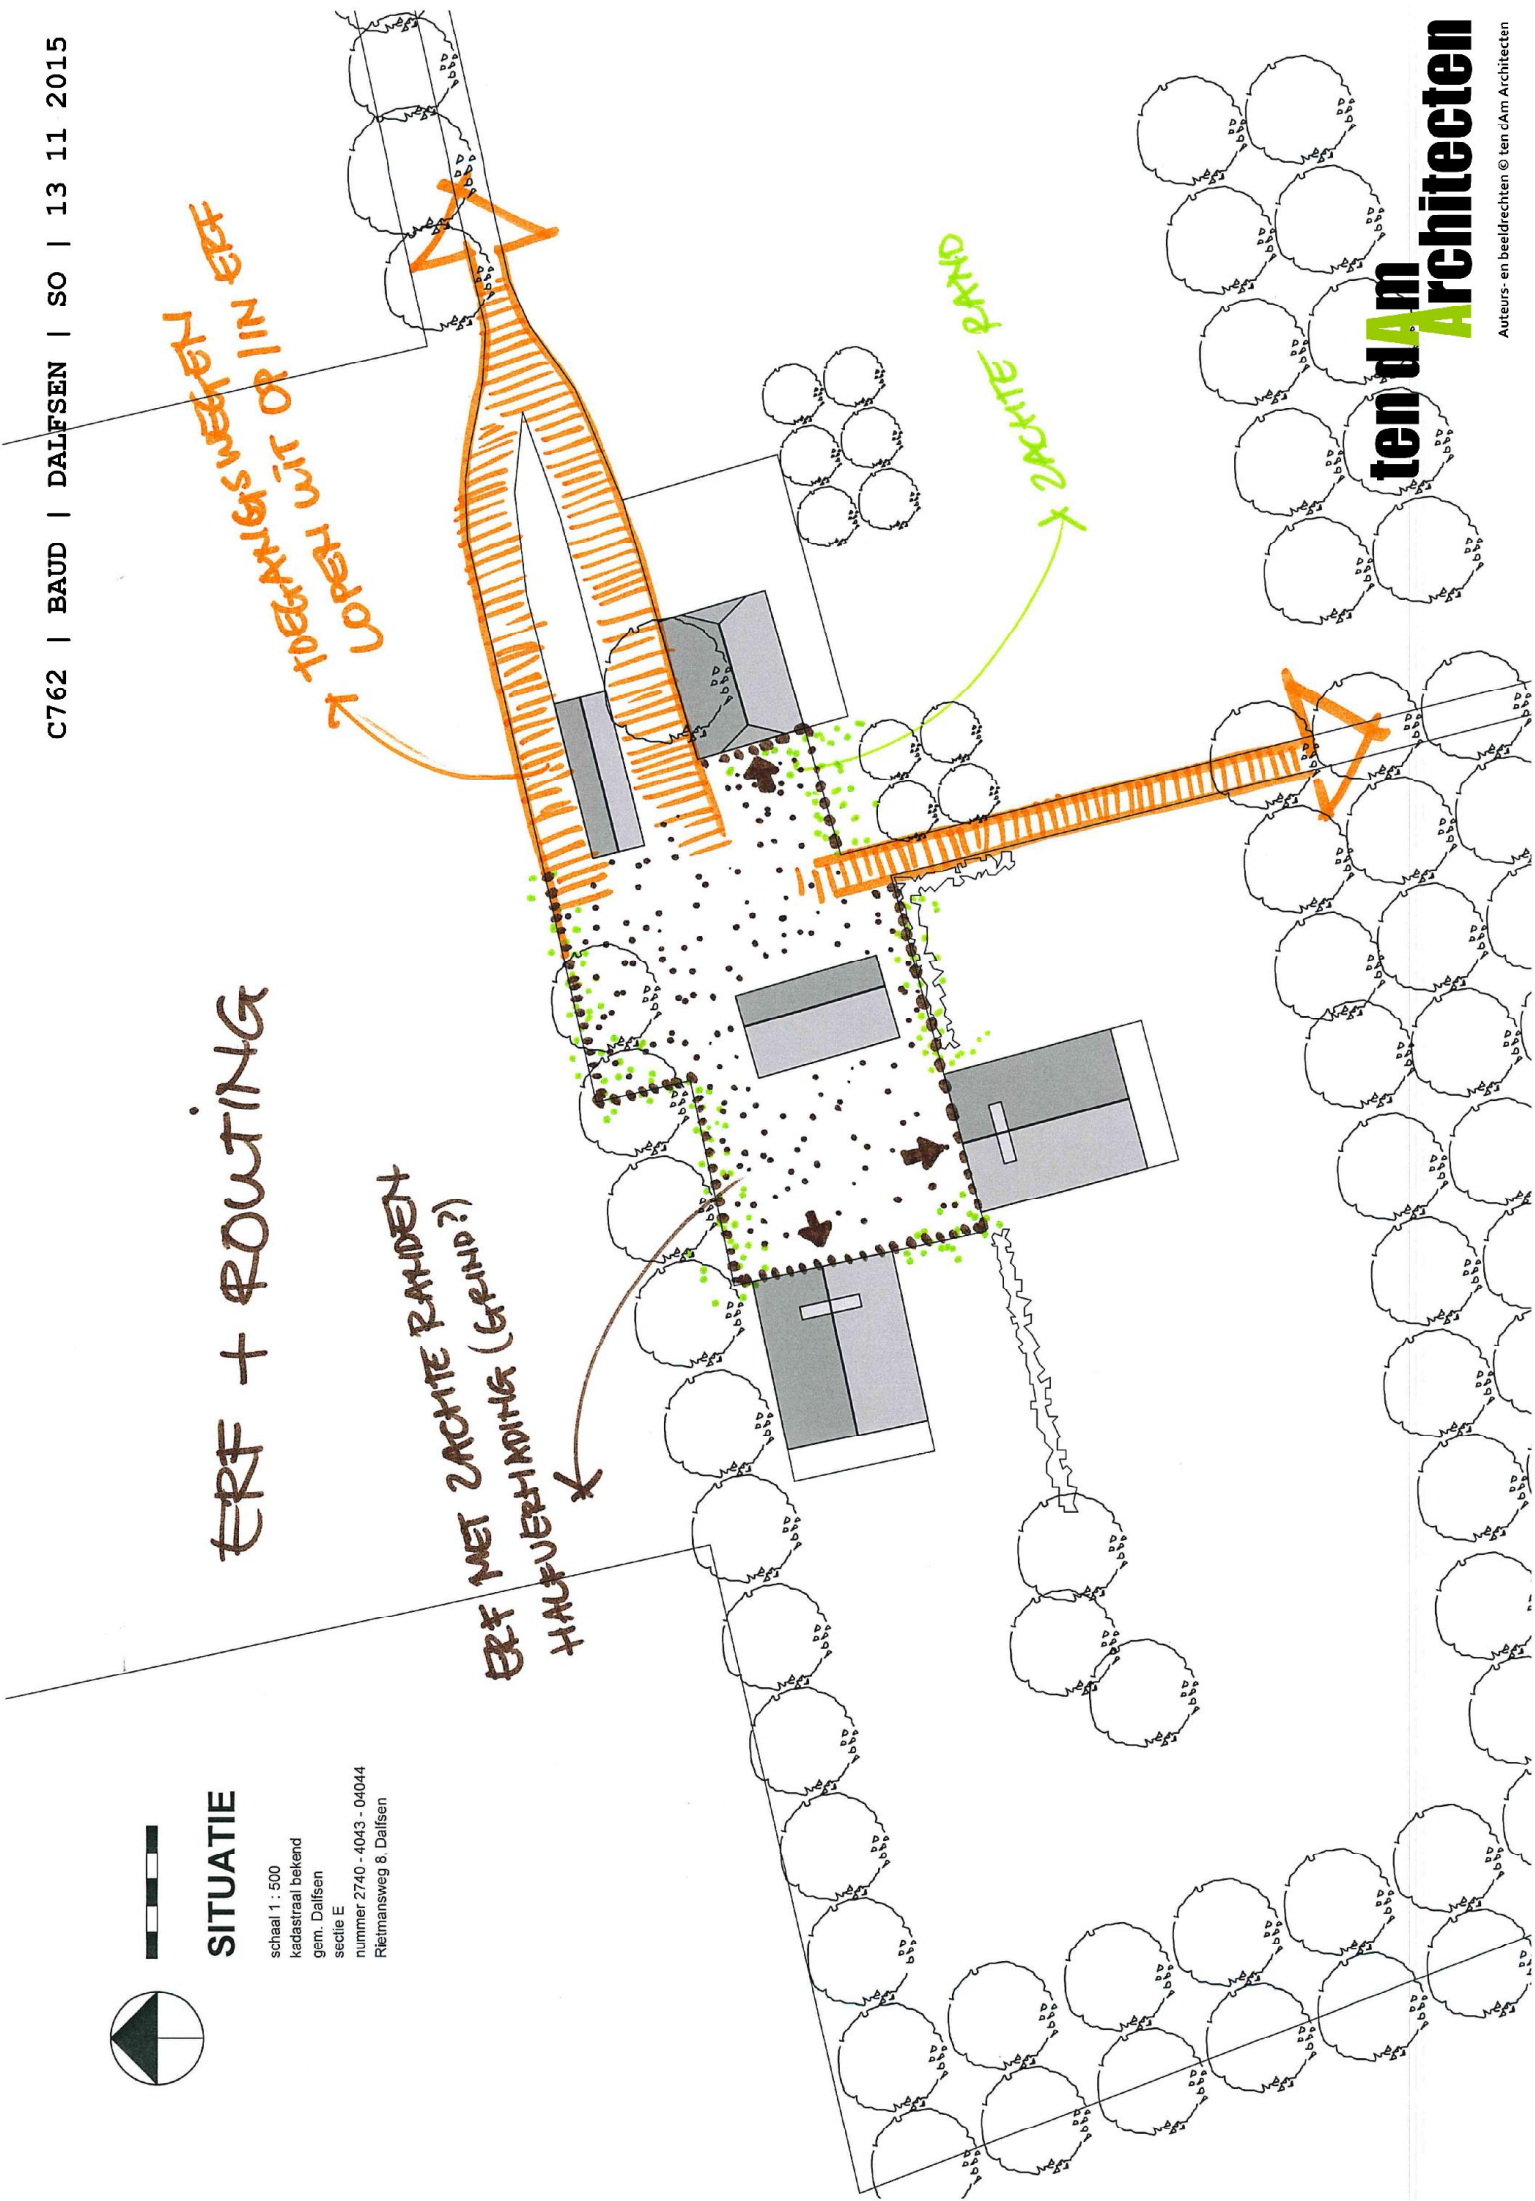 C762 | BAUD | DALFSEN | SO | 13 11 2015
ERF + ROUTING
TOEGANGSWEGEN
LOPEN UIT OP/IN ERF
ZACHTE RAND
ERF MET ZACHTE RANDEN
HALFVERHADING (GRIND?)
SITUATIE
schaal 1 : 500
kadastraal bekend
gem. Dalfsen
sectie E
nummer 2740 - 4043 - 04044
Rietmansweg 8, Dalfsen
ten dAm
Architecten
Auteurs- en beeldrechten © ten dAm Architecten